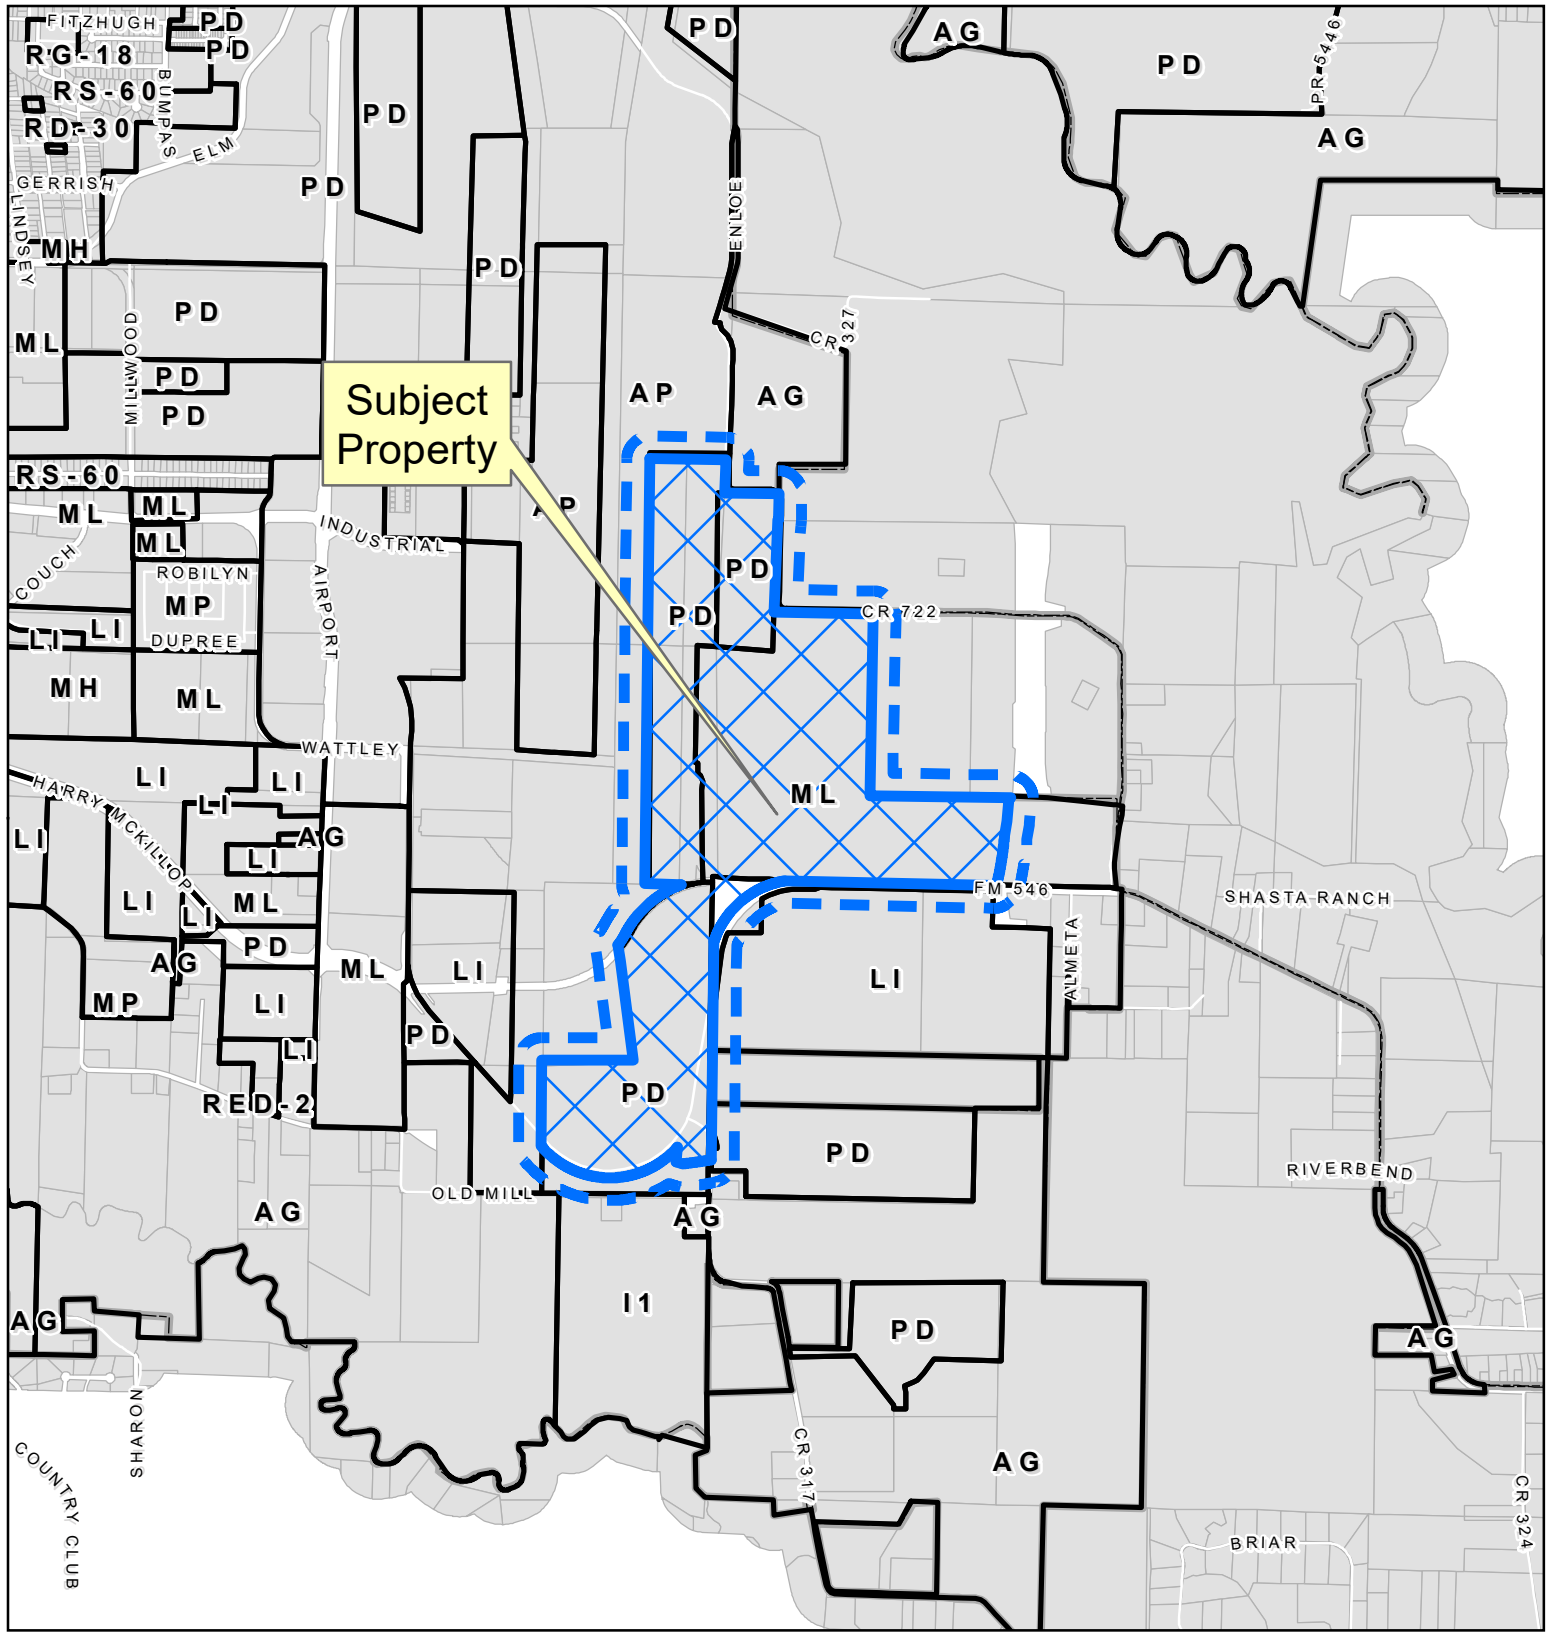 FITZHUGH
PD
PD
RG-18
RS-60
RD-30
BUMPAS
ELM
GERRISH
LINDSEY
MH
PD
PD
PD
AG
PD
PR 5446
AG
ENLOE
PD
PD
ML
MILLWOOD
PD
PD
CR 327
Subject
Property
AP
AG
RS-60
ML
ML
ML
INDUSTRIAL
AP
COUCH
ROBILYN
MP
AIRPORT
PD
PD
CR 722
LI
LI
DUPREE
MH
ML
WATTLEY
LI
LI
LI
HARRY MCKILLOP
ML
LI
AG
LI
LI
LI
ML
FM 546
SHASTA RANCH
PD
AG
ML
LI
LI
ALMETA
MP
LI
PD
LI
RED-2
PD
PD
RIVERBEND
OLD MILL
AG
AG
I1
AG
PD
AG
SHARON
COUNTRY CLUB
CR 317
AG
CR 324
BRIAR